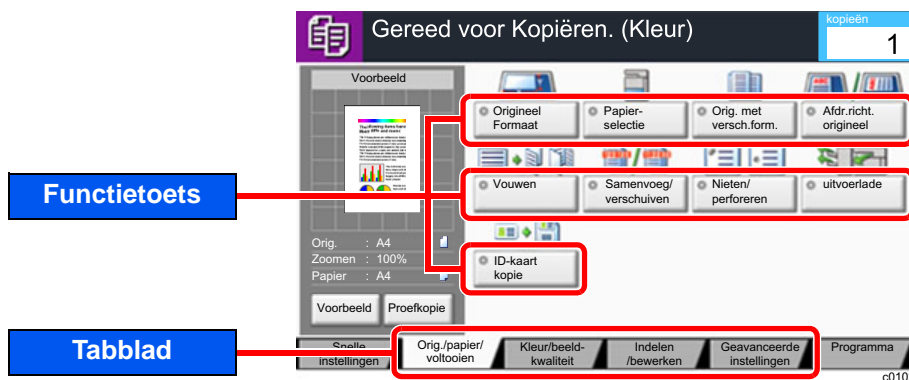 Gereed voor Kopiëren. (Kleur)
kopieën
1
Voorbeeld
Origineel
Formaat
Papier-
selectie
Orig. met
versch.form.
Afdr.richt.
origineel
Functietoets
Vouwen
Samenvoeg/
verschuiven
Nieten/
perforeren
uitvoerlade
Orig. : A4
Zoomen : 100%
Papier : A4
ID-kaart
kopie
Voorbeeld
Proefkopie
Tabblad
Snelle
instellingen
Orig./papier/
voltooien
Kleur/beeld-
kwaliteit
Indelen
/bewerken
Geavanceerde
instellingen
Programma
c010